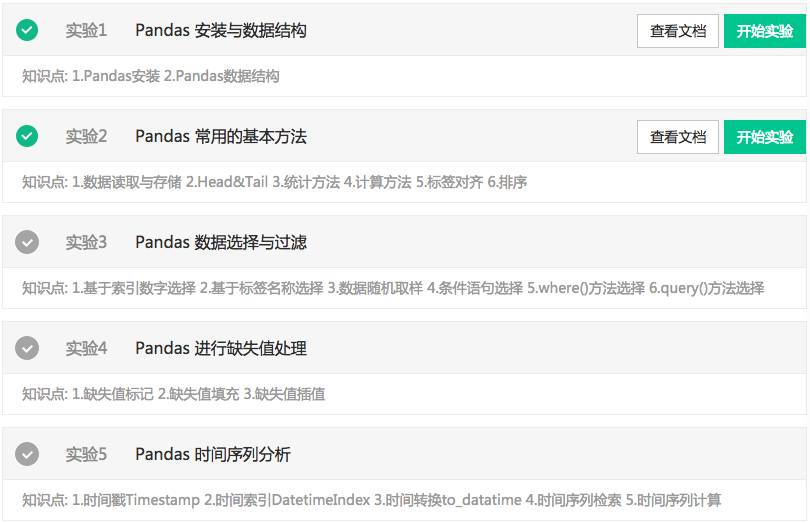 实验1 Pandas 安装与数据结构 查看文档 开始实验
知识点: 1.Pandas安装 2.Pandas数据结构
实验2 Pandas 常用的基本方法 查看文档 开始实验
知识点: 1.数据读取与存储 2.Head&Tail 3.统计方法 4.计算方法 5.标签对齐 6.排序
实验3 Pandas 数据选择与过滤
知识点: 1.基于索引数字选择 2.基于标签名称选择 3.数据随机取样 4.条件语句选择 5.where()方法选择 6.query()方法选择
实验4 Pandas 进行缺失值处理
知识点: 1.缺失值标记 2.缺失值填充 3.缺失值插值
实验5 Pandas 时间序列分析
知识点: 1.时间戳Timestamp 2.时间索引DatetimeIndex 3.时间转换to_datatime 4.时间序列检索 5.时间序列计算